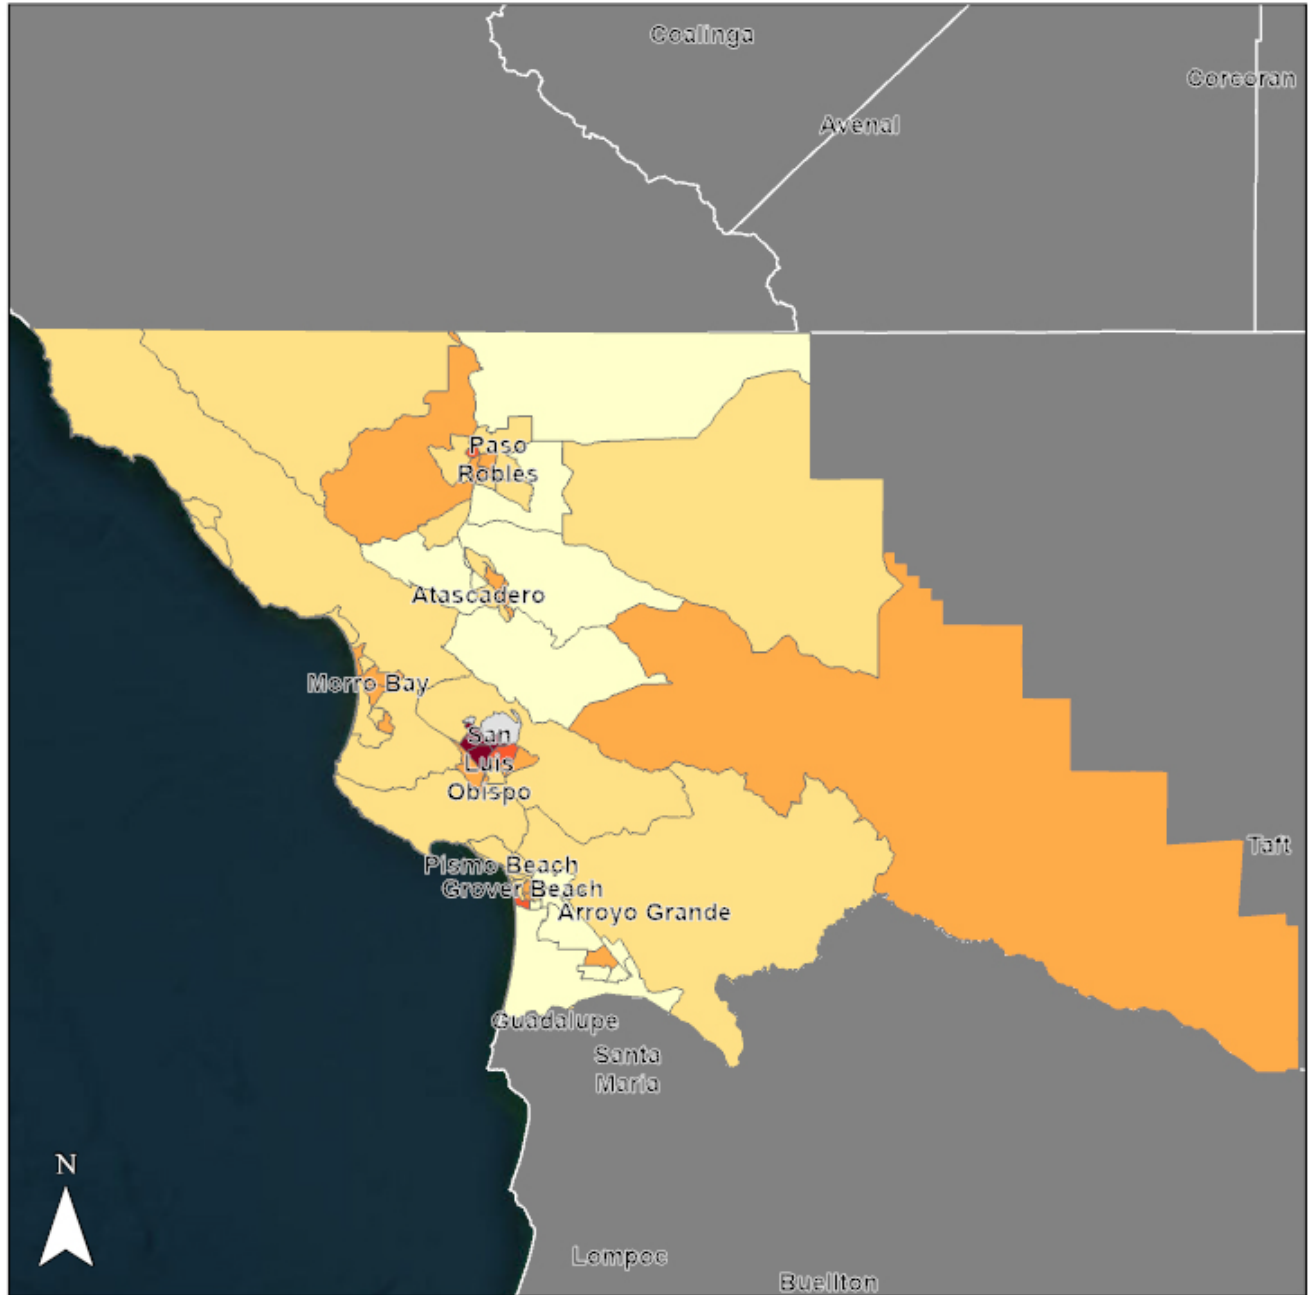 Coalinga
Corcoran
Avenal
Paso
Robles
Atascadero
Morro Bay
San
Luis
Obispo
Taft
Pismo Beach
Grover Beach
Arroyo Grande
Guadalupe
Santa
Maria
N
Lompoc
Buellton